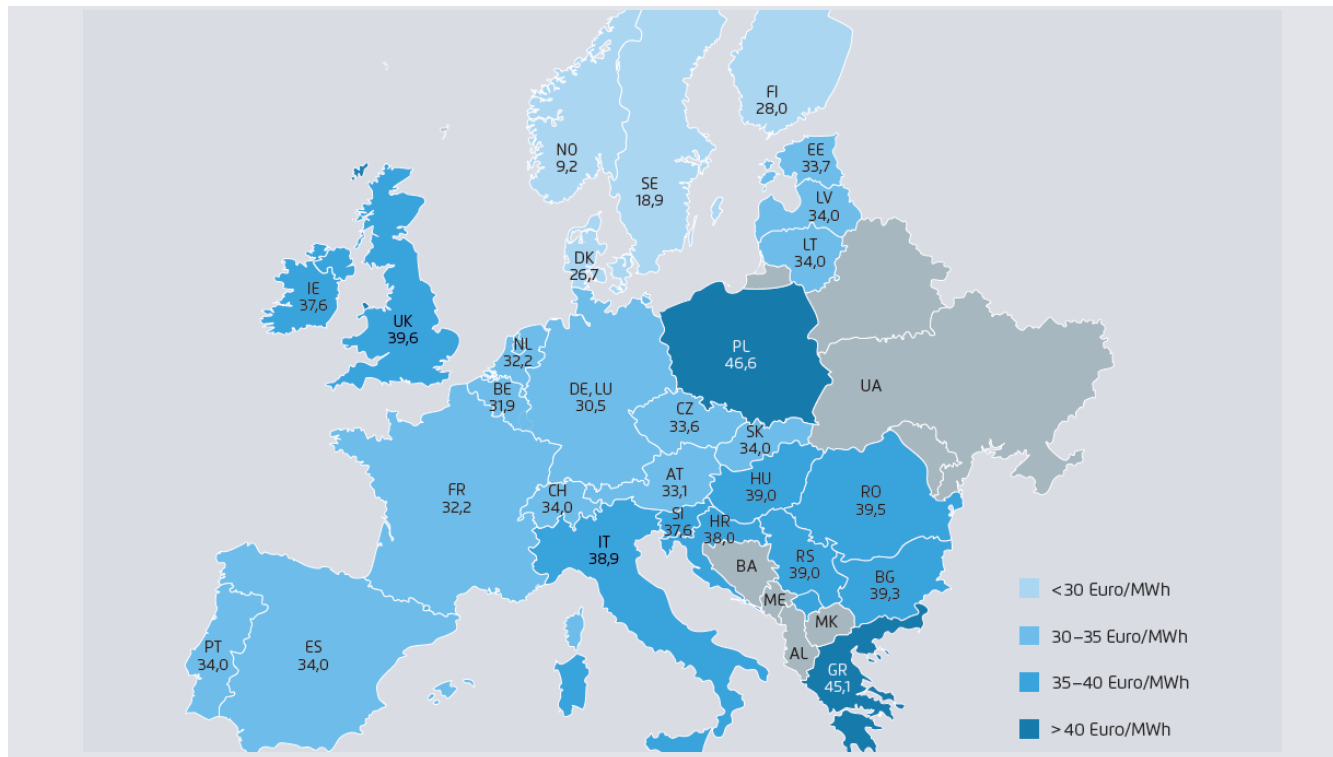 FI
28,0
NO
9,2
SE
18,9
EE
33,7
LV
34,0
LT
34,0
DK
26,7
IE
37,6
UK
39,6
NL
32,2
BE
31,9
DE, LU
30,5
PL
46,6
UA
CZ
33,6
SK
34,0
AT
33,1
HU
39,0
RO
39,5
FR
32,2
CH
34,0
SI
37,6
HR
38,0
IT
38,9
BA
RS
39,0
BG
39,3
ME
MK
AL
GR
45,1
PT
34,0
ES
34,0
<30 Euro/MWh
30–35 Euro/MWh
35–40 Euro/MWh
>40 Euro/MWh